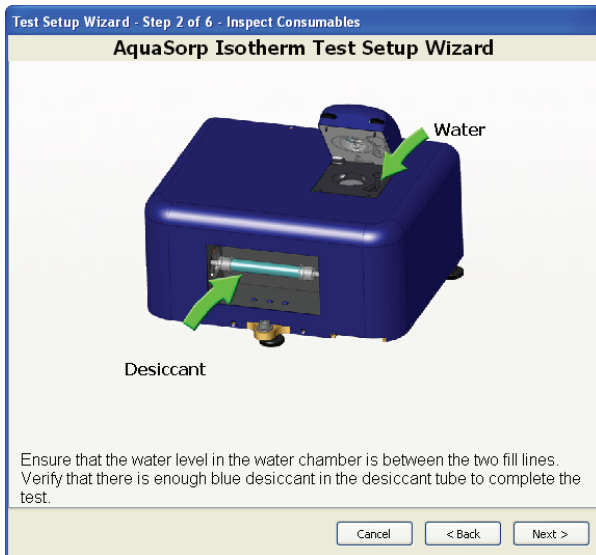 Test Setup Wizard - Step 2 of 6 - Inspect Consumables
AquaSorp Isotherm Test Setup Wizard
Water
Desiccant
Ensure that the water level in the water chamber is between the two fill lines.
Verify that there is enough blue desiccant in the desiccant tube to complete the
test.
Cancel
< Back
Next >